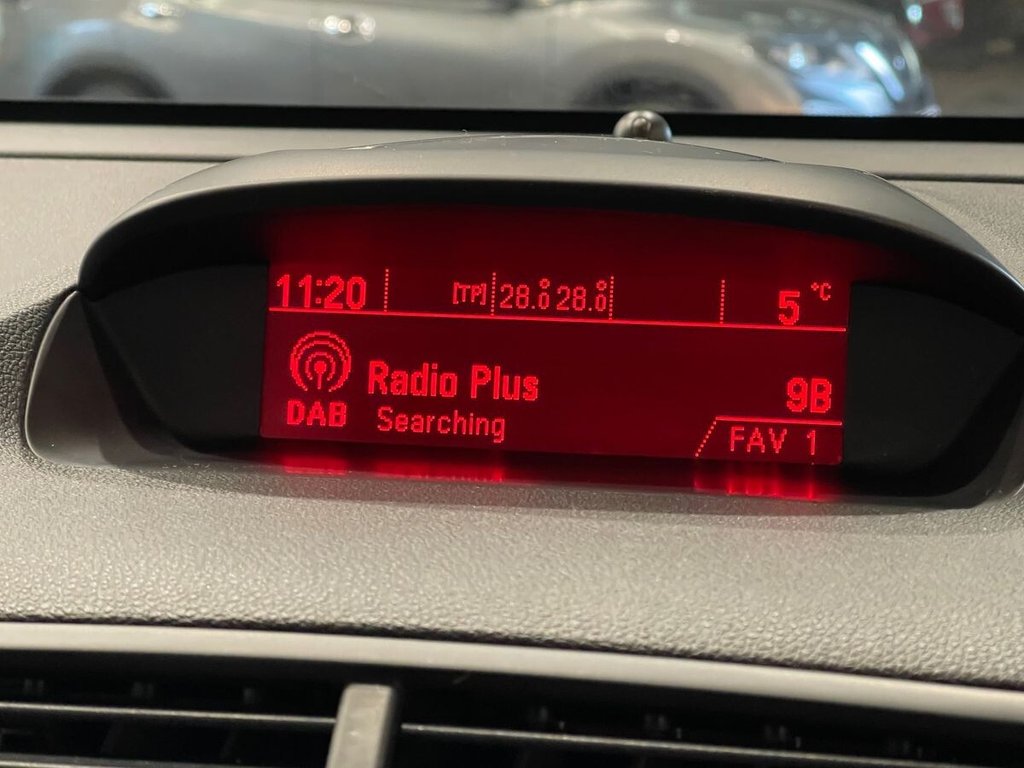 11:20 [TP] 28.0° 28.0° 5 °C
Radio Plus 9B
DAB Searching
FAV 1